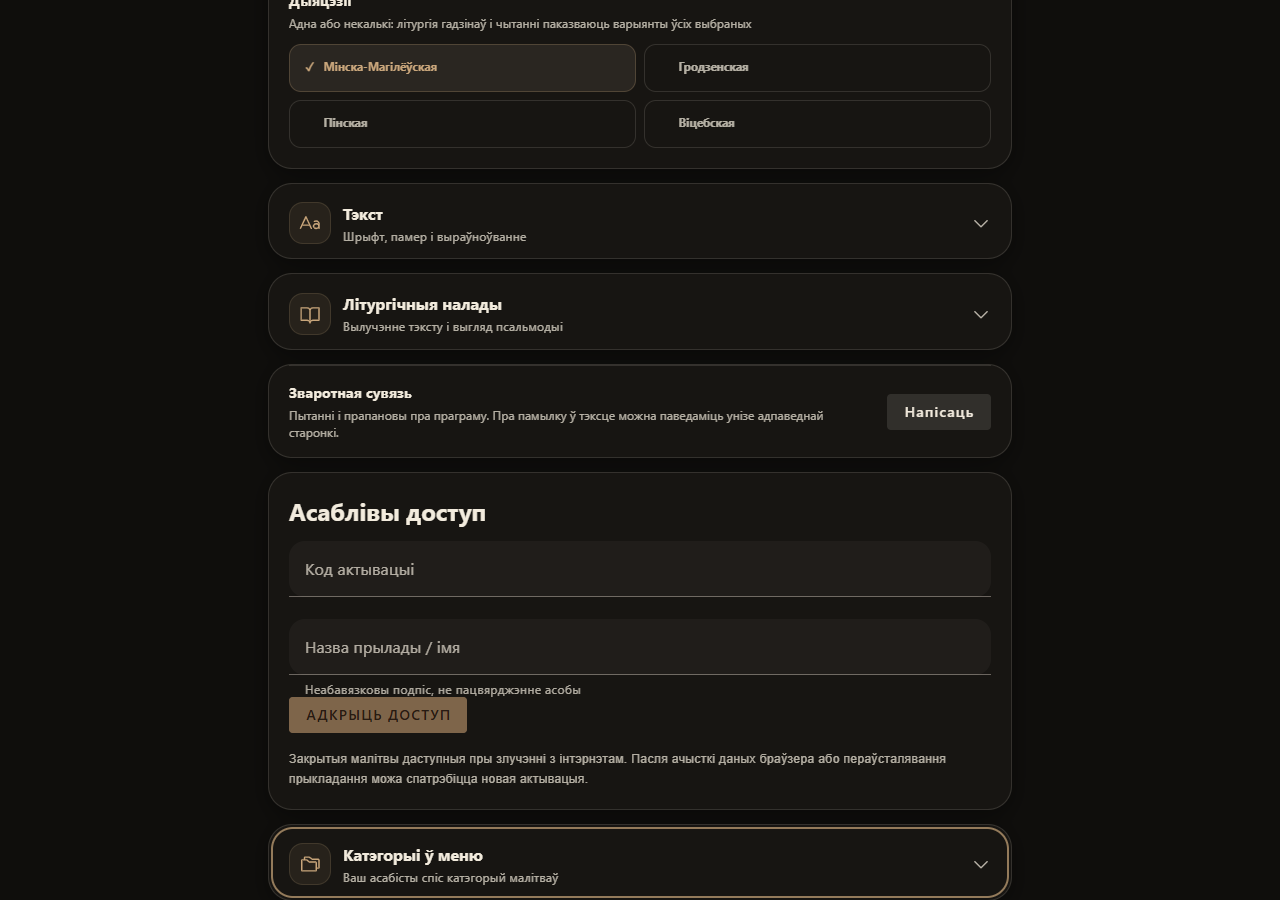 Дыяцэзіі
Адна або некалькі: літургія гадзінаў і чытанні паказваюць варыянты ўсіх выбраных
✓ Мінска-Магілёўская
Гродзенская
Пінская
Віцебская
Aa
Тэкст
Шрыфт, памер і выраўноўванне
Літургічныя налады
Вылучэнне тэксту і выгляд псальмодыі
Зваротная сувязь
Пытанні і прапановы пра праграму. Пра памылку ў тэксце можна паведаміць унізе адпаведнай
старонкі.
Напісаць
Асаблівы доступ
Код актывацыі
Назва прылады / імя
Неабавязковы подпіс, не пацвярджэнне асобы
АДКРЫЦЬ ДОСТУП
Закрытыя малітвы даступныя пры злучэнні з інтэрнэтам. Пасля ачысткі даных браўзера або пераўсталявання
прыкладання можа спатрэбіцца новая актывацыя.
Катэгорыі ў меню
Ваш асабісты спіс катэгорый малітваў